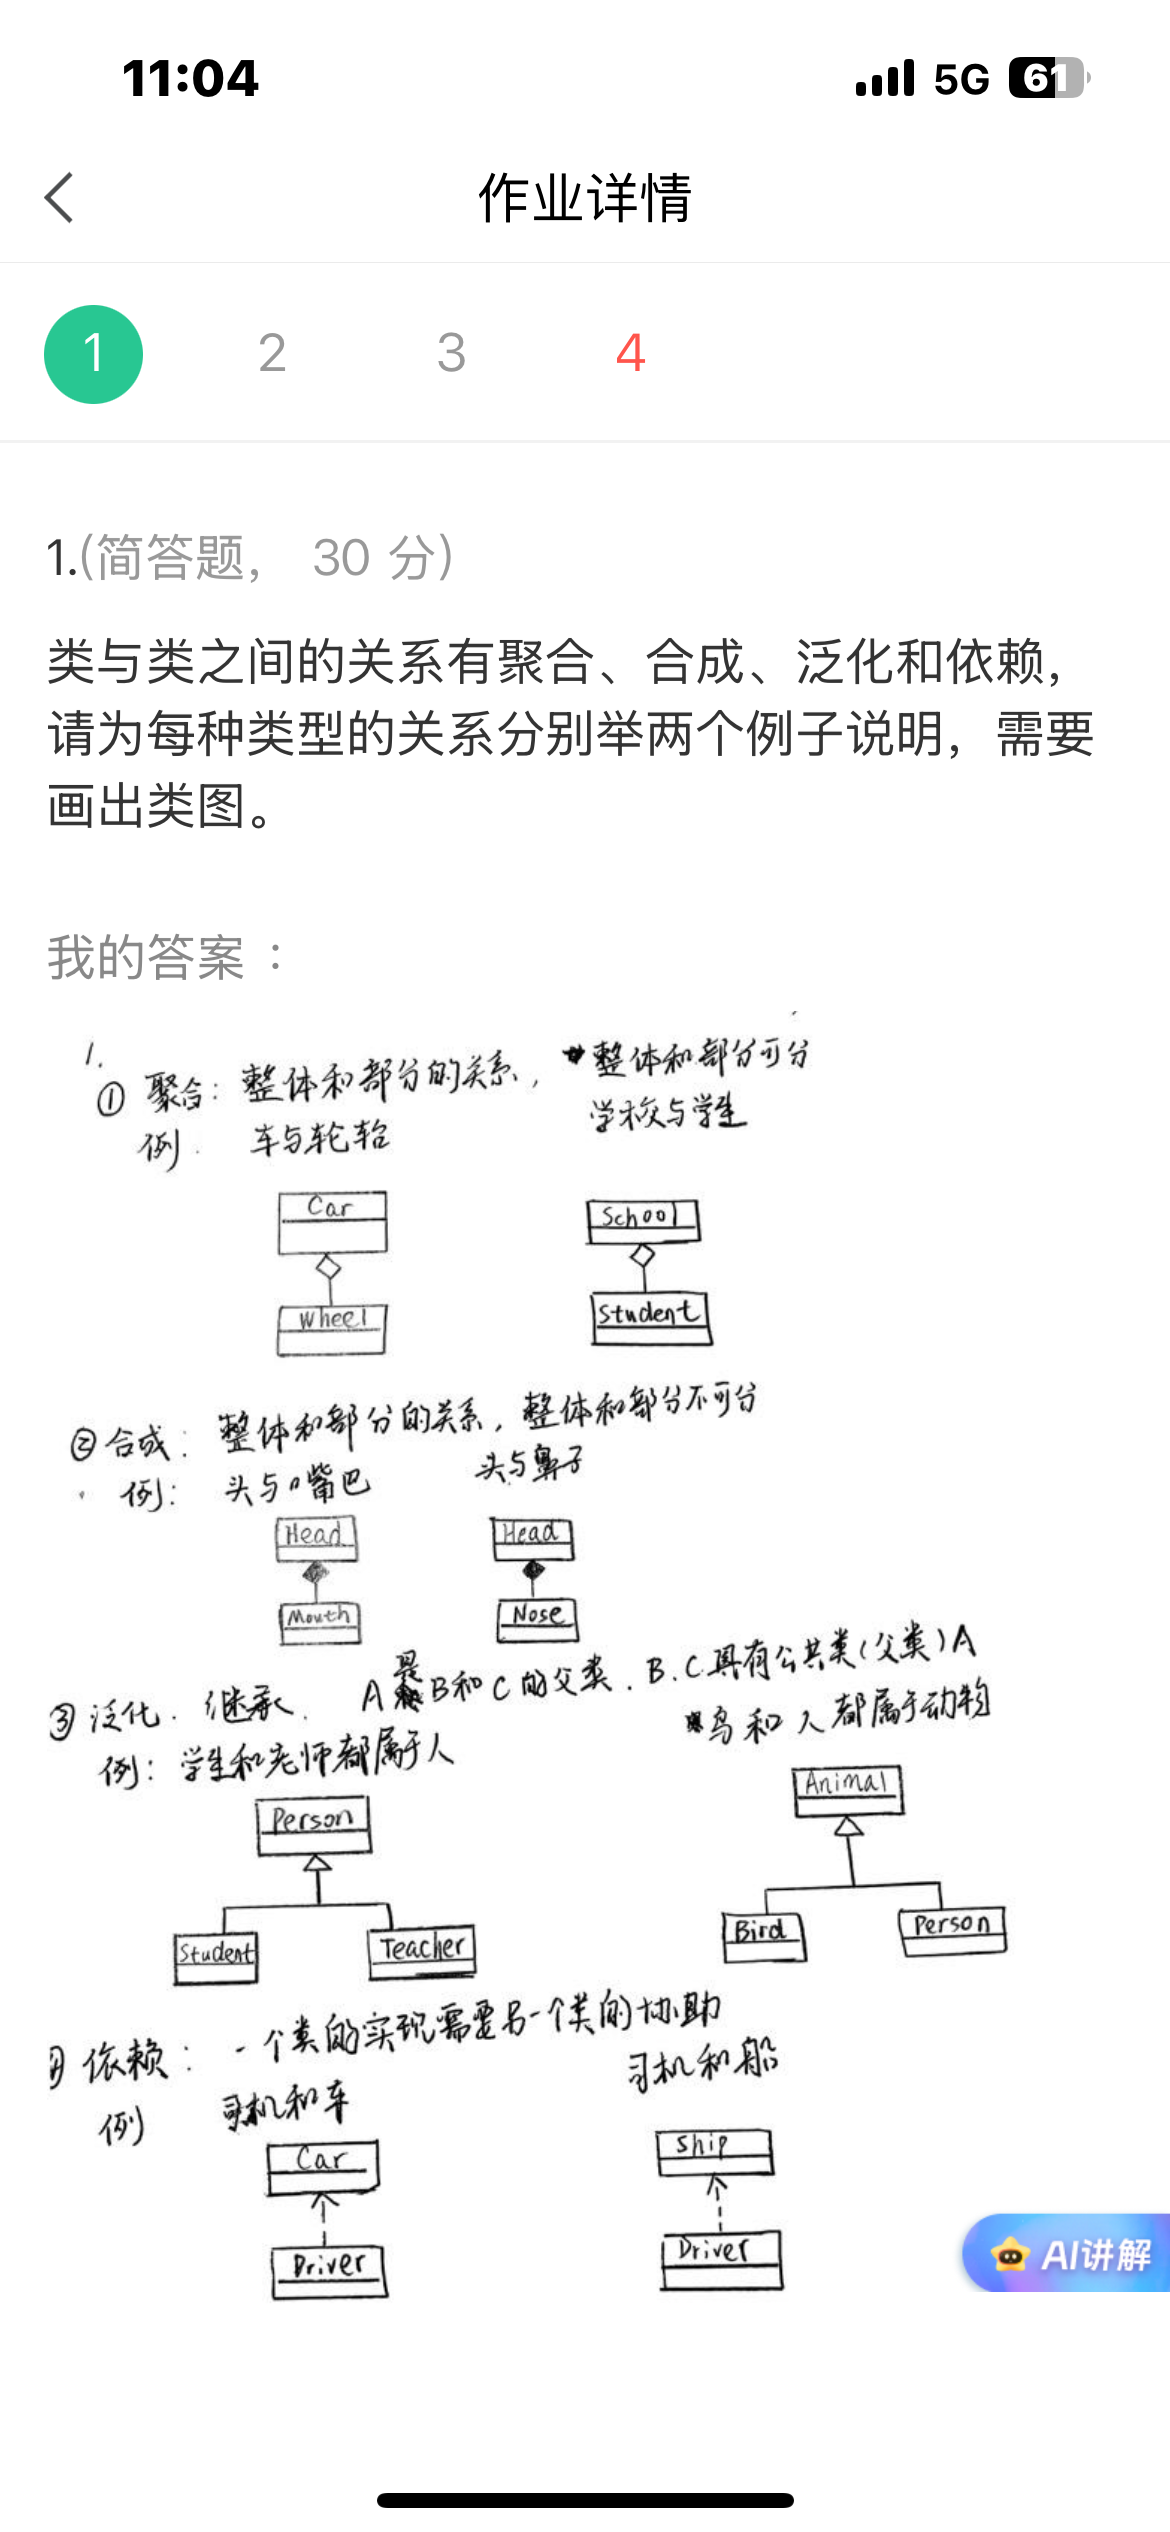 11:04
5G 61
作业详情
1 2 3 4
1.(简答题， 30 分)
类与类之间的关系有聚合、合成、泛化和依赖，
请为每种类型的关系分别举两个例子说明，需要
画出类图。
我的答案 ：
1.
① 聚合: 整体和部分的关系, 整体和部分可分
例. 车与轮轮 学校与学生
Car School
Wheel Student
② 合成: 整体和部分的关系, 整体和部分不可分
例: 头与嘴巴 头与鼻子
Head Head
Mouth Nose
③ 泛化. 继承. A是B和C的父类. B.C.具有公共类(父类)A
例: 学生和老师都属于人 鸟和人都属于动物
Person Animal
Student Teacher Bird Person
依赖: 一个类的实现需要另一个类的协助
例 司机和车 司机和船
Car Ship
Driver Driver
AI讲解